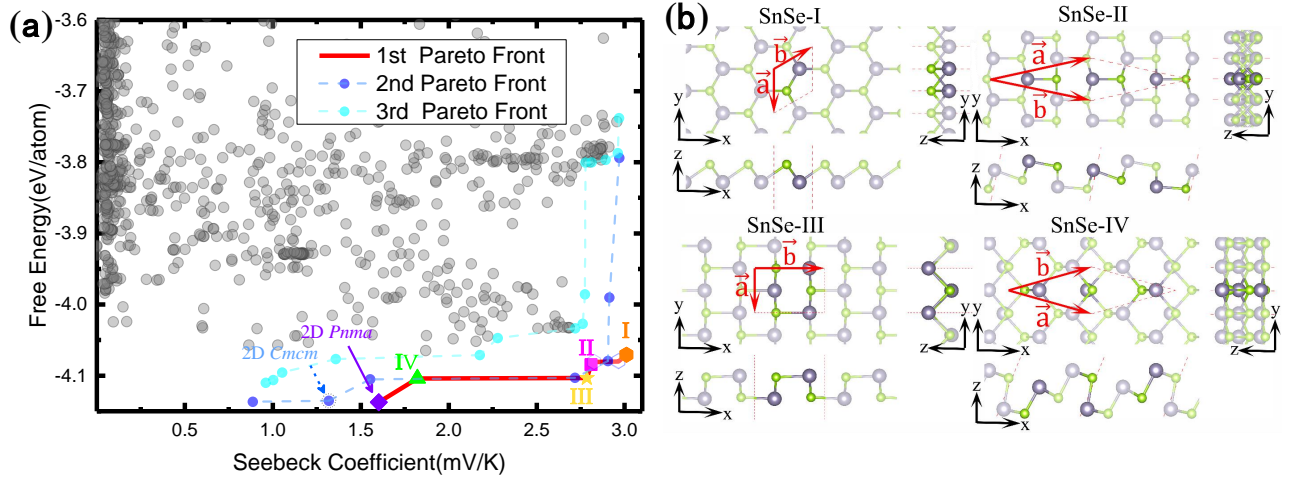 (a)
-3.6
-3.7
-3.8
-3.9
-4.0
-4.1
Free Energy(eV/atom)
1st Pareto Front
2nd Pareto Front
3rd Pareto Front
2D Cmcm
2D Pnma
IV
II
III
I
0.5 1.0 1.5 2.0 2.5 3.0
Seebeck Coefficient(mV/K)
(b)
SnSe-I
b
a
y
x
z
y
z
x
SnSe-II
a
b
y
x
y
z
y
z
x
SnSe-III
b
a
y
x
z
y
z
x
SnSe-IV
b
a
y
x
z
y
z
x